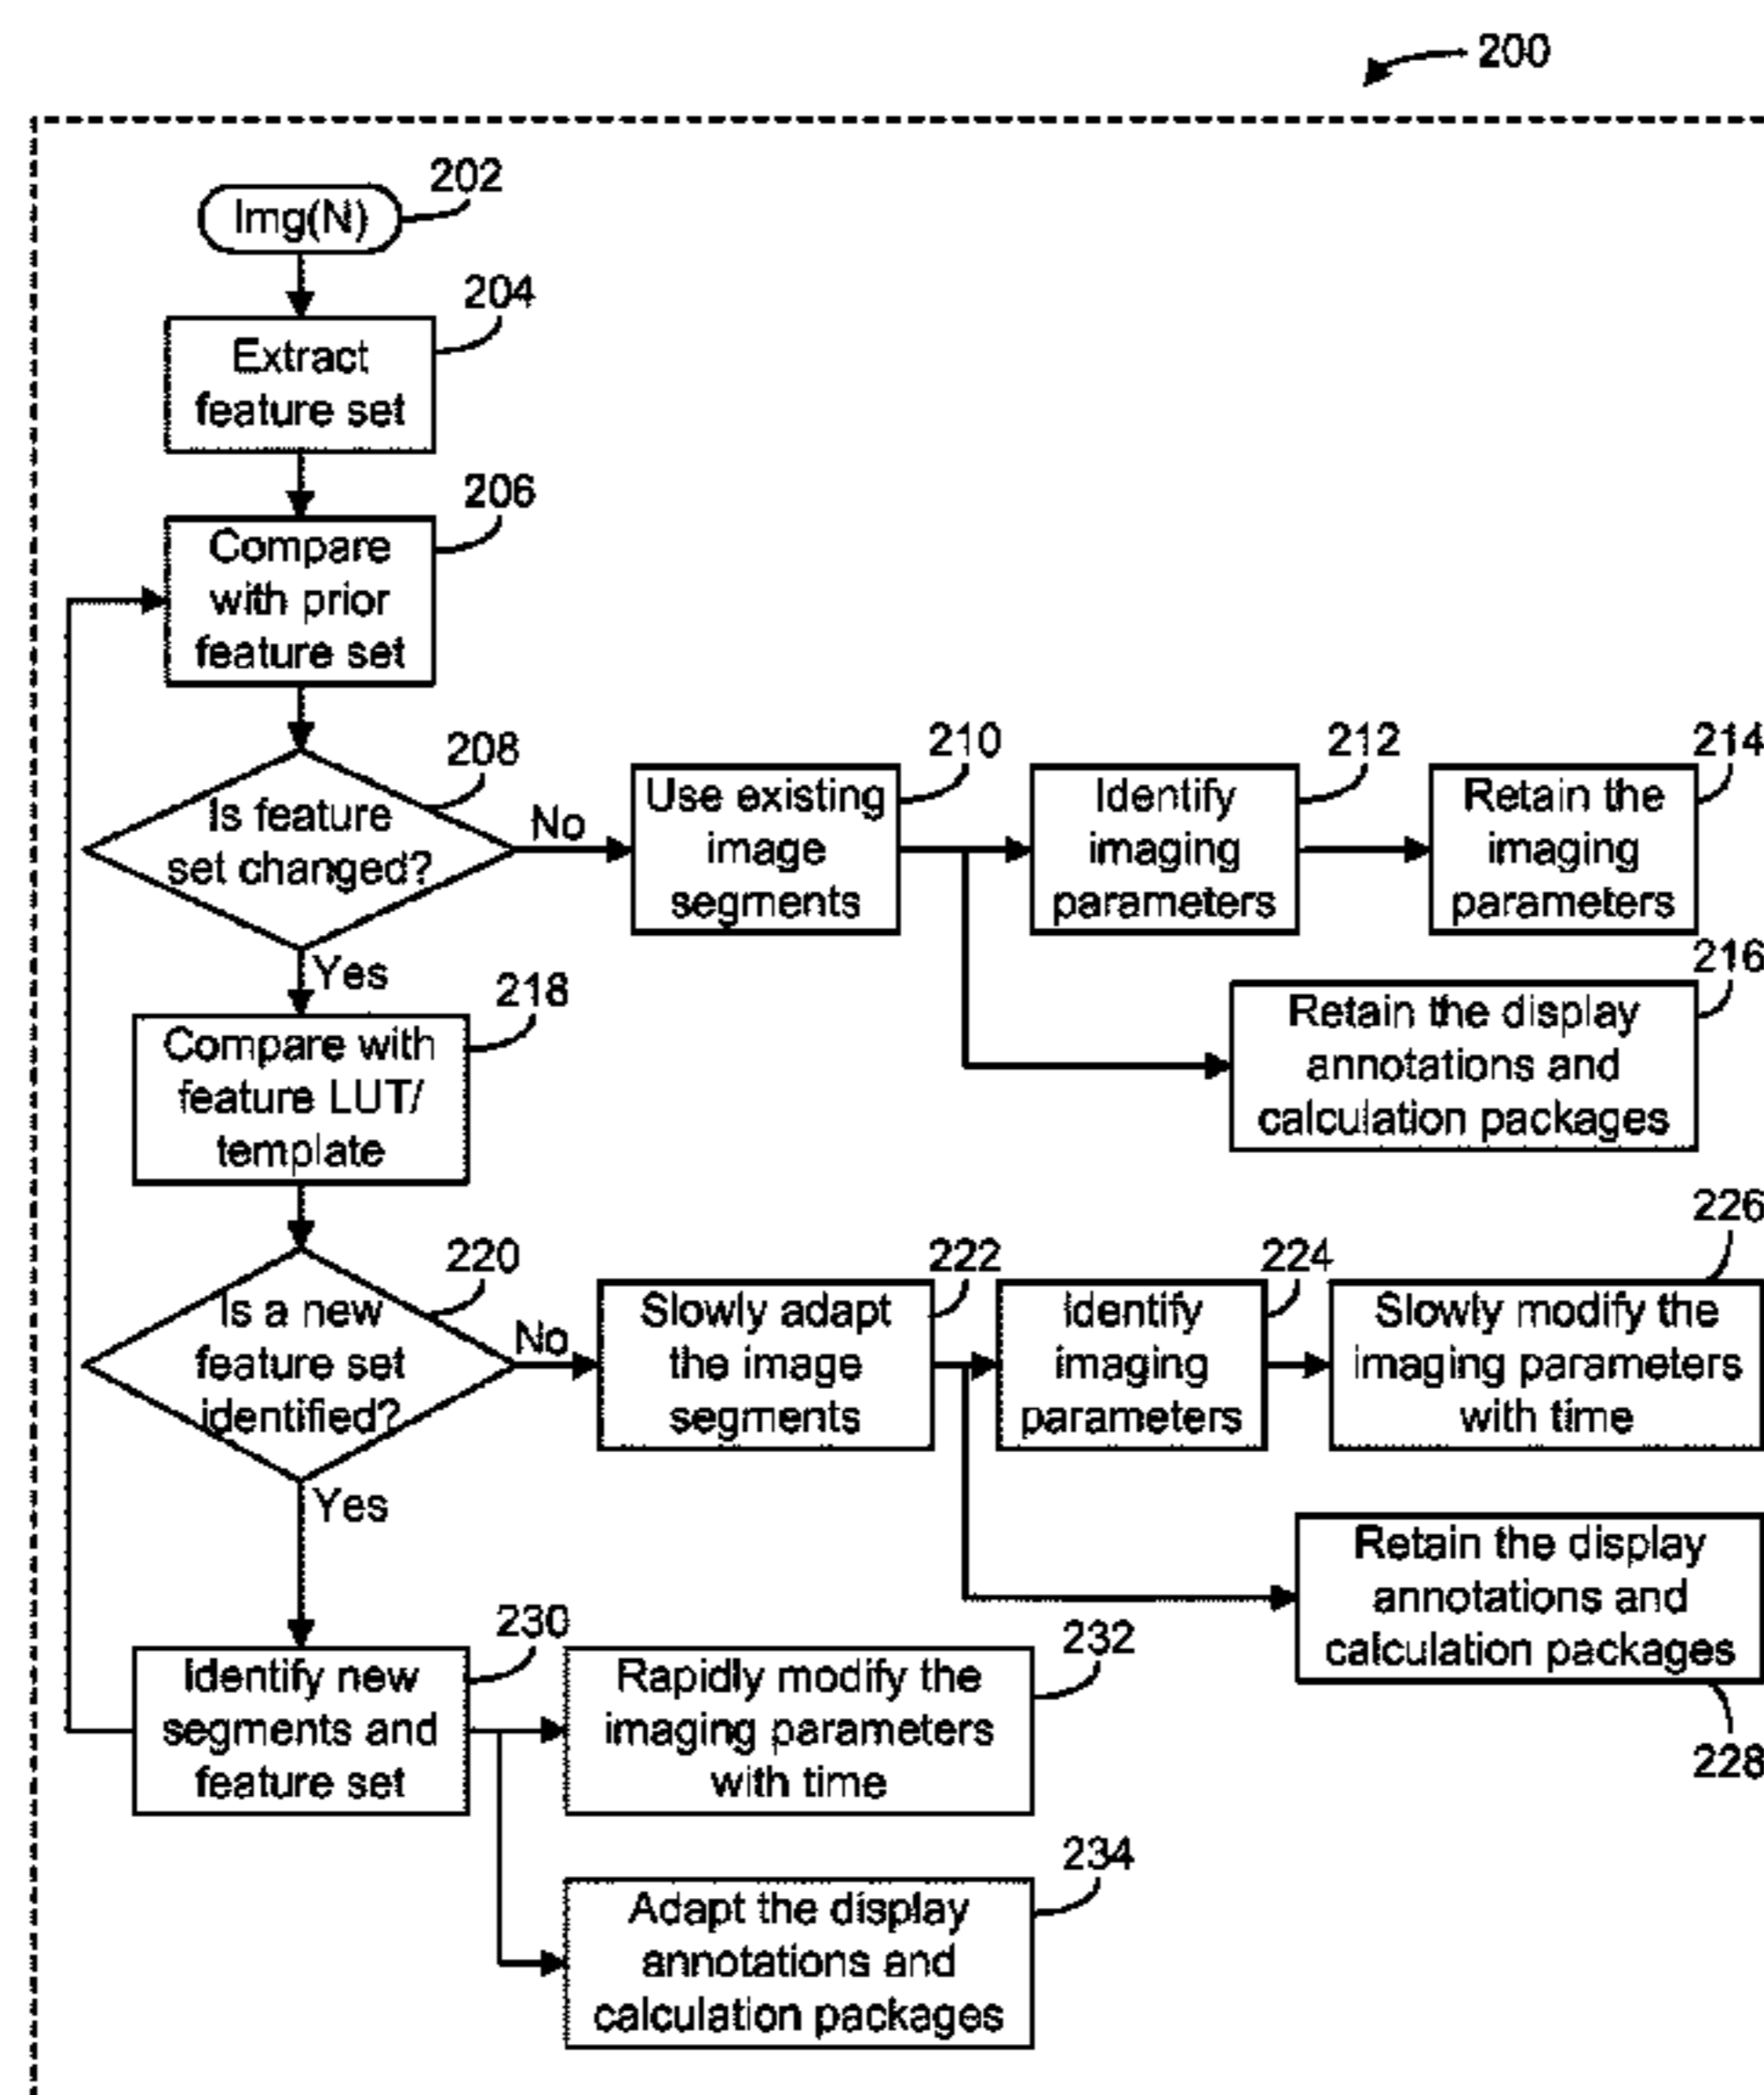 200
202
Img(N)
204
Extract
feature set
206
Compare
with prior
feature set
208
Is feature
set changed?
No
Yes
210
Use existing
image
segments
212
Identify
imaging
parameters
214
Retain the
imaging
parameters
216
Retain the display
annotations and
calculation packages
218
Compare with
feature LUT/
template
220
Is a new
feature set
identified?
No
Yes
222
Slowly adapt
the image
segments
224
Identify
imaging
parameters
226
Slowly modify the
imaging parameters
with time
Retain the display
annotations and
calculation packages
228
230
Identify new
segments and
feature set
232
Rapidly modify the
imaging parameters
with time
234
Adapt the display
annotations and
calculation packages